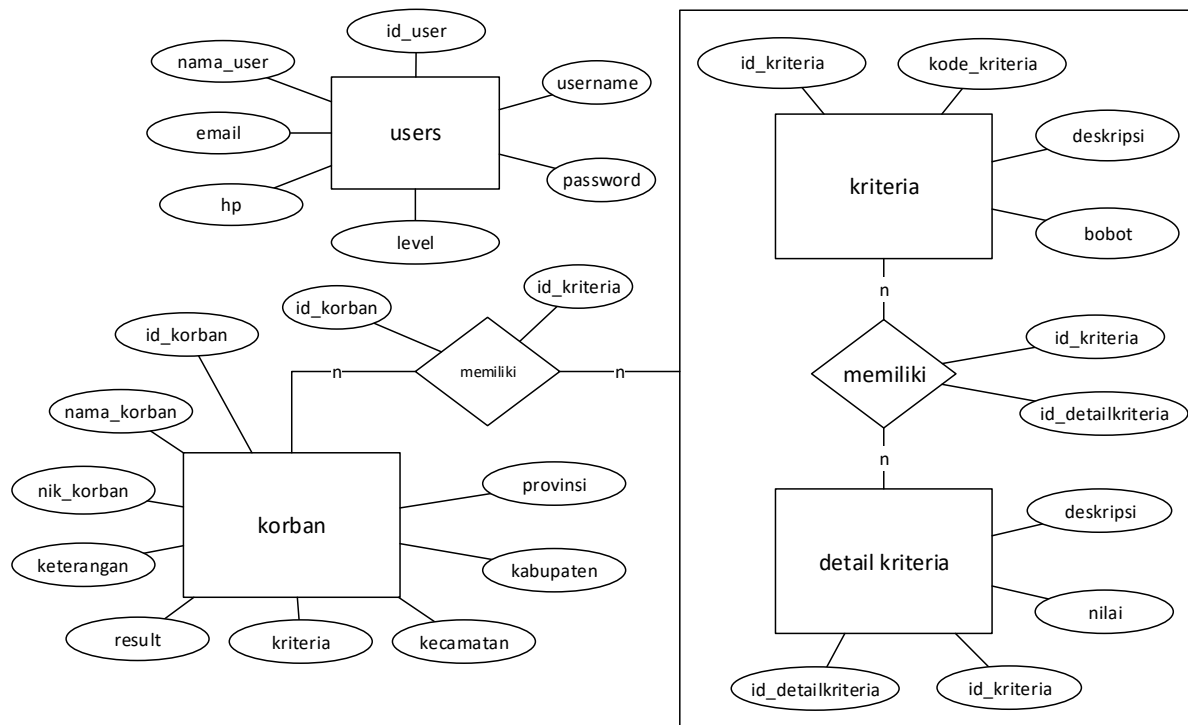 id_user
nama_user
username
email
users
password
hp
level
id_kriteria
kode_kriteria
deskripsi
kriteria
bobot
n
id_kriteria
memiliki
id_detailkriteria
n
deskripsi
detail kriteria
nilai
id_detailkriteria
id_kriteria
id_korban
id_kriteria
n
memiliki
n
id_korban
nama_korban
nik_korban
provinsi
korban
keterangan
kabupaten
result
kriteria
kecamatan